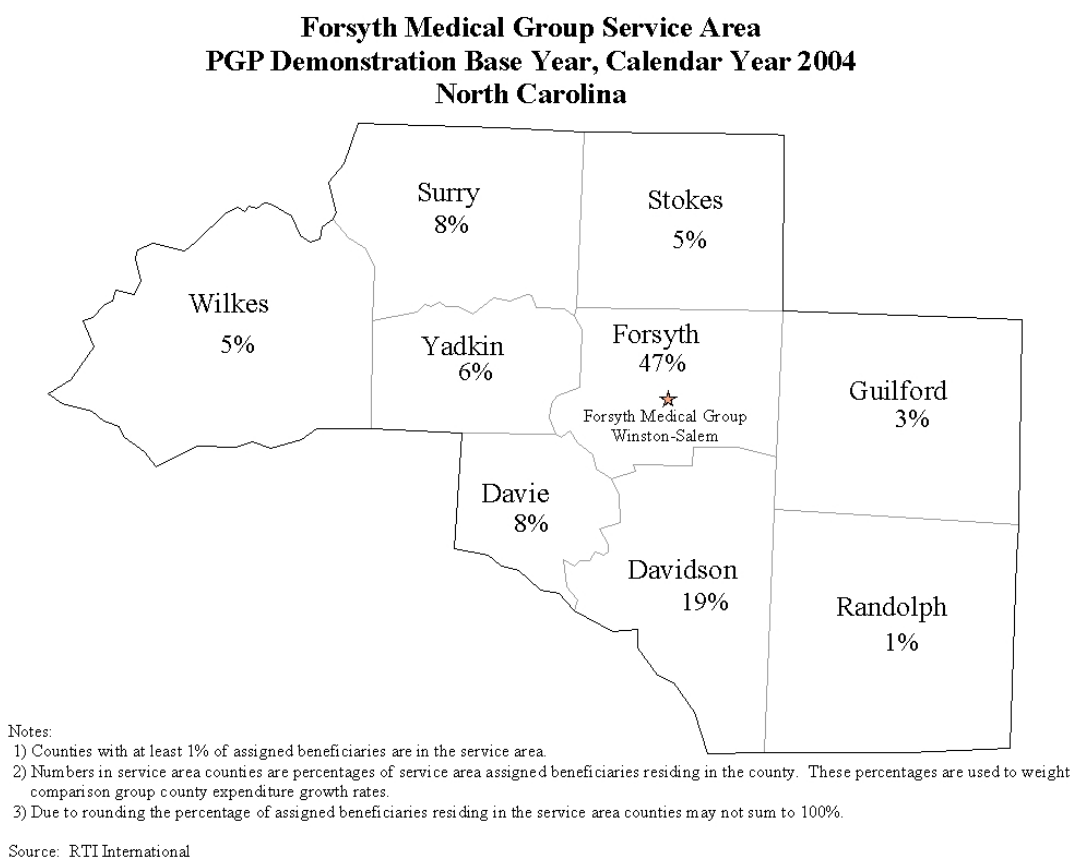 Forsyth Medical Group Service Area
PGP Demonstration Base Year, Calendar Year 2004
North Carolina
Surry
8%
Stokes
5%
Wilkes
5%
Yadkin
6%
Forsyth
47%
Forsyth Medical Group
Winston-Salem
Guilford
3%
Davie
8%
Davidson
19%
Randolph
1%
Notes:
1) Counties with at least 1% of assigned beneficiaries are in the service area.
2) Numbers in service area counties are percentages of service area assigned beneficiaries residing in the county. These percentages are used to weight
comparison group county expenditure growth rates.
3) Due to rounding the percentage of assigned beneficiaries residing in the service area counties may not sum to 100%.
Source: RTI International